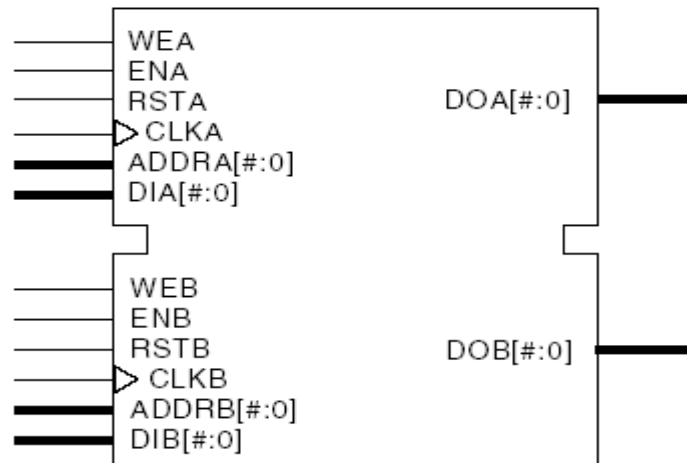 WEA
ENA
RSTA
DOA[#:0]
CLKA
ADDRA[#:0]
DIA[#:0]
WEB
ENB
RSTB
DOB[#:0]
CLKB
ADDRB[#:0]
DIB[#:0]